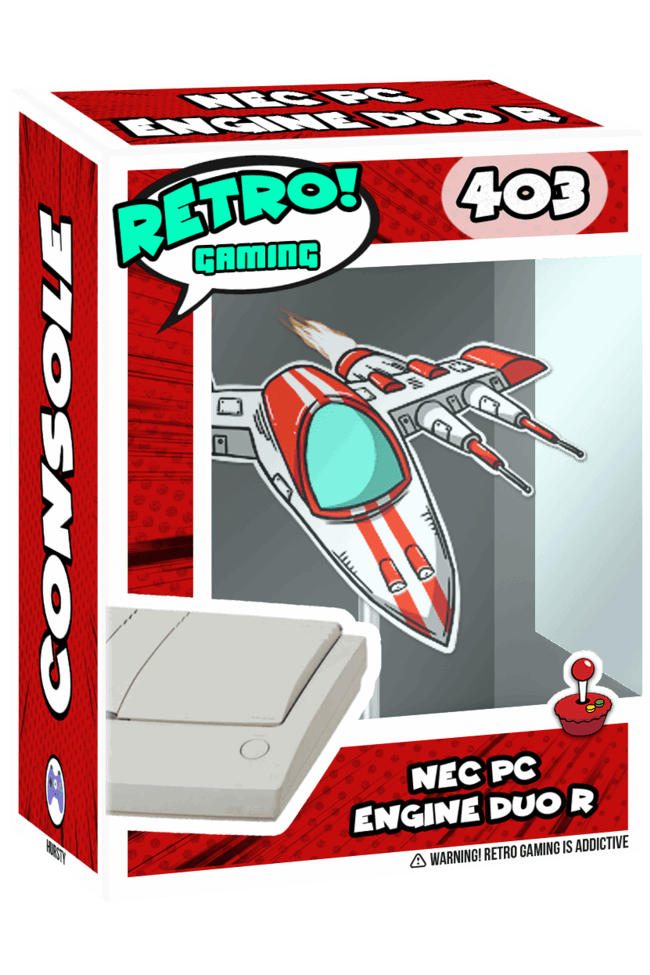 NEC PC
ENGINE DUO R
RETRO!
GAMING
403
CONSOLE
NEC PC
ENGINE DUO R
WARNING! RETRO GAMING IS ADDICTIVE
HURSTY